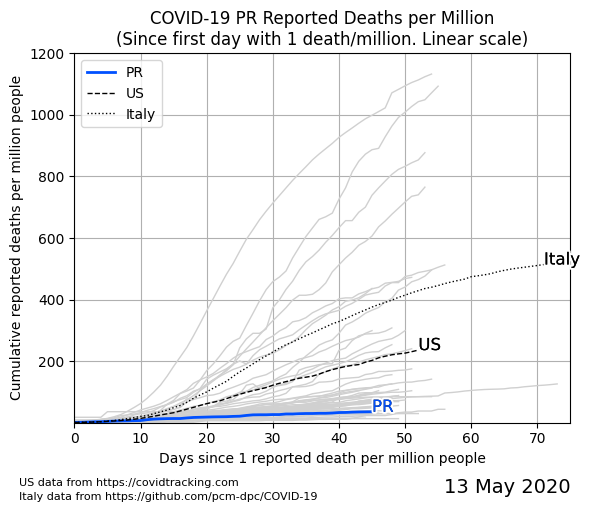 COVID-19 PR Reported Deaths per Million
(Since first day with 1 death/million. Linear scale)
Cumulative reported deaths per million people
1200
1000
800
600
400
200
PR
US
Italy
Italy
US
PR
0 10 20 30 40 50 60 70
Days since 1 reported death per million people
US data from https://covidtracking.com
Italy data from https://github.com/pcm-dpc/COVID-19
13 May 2020